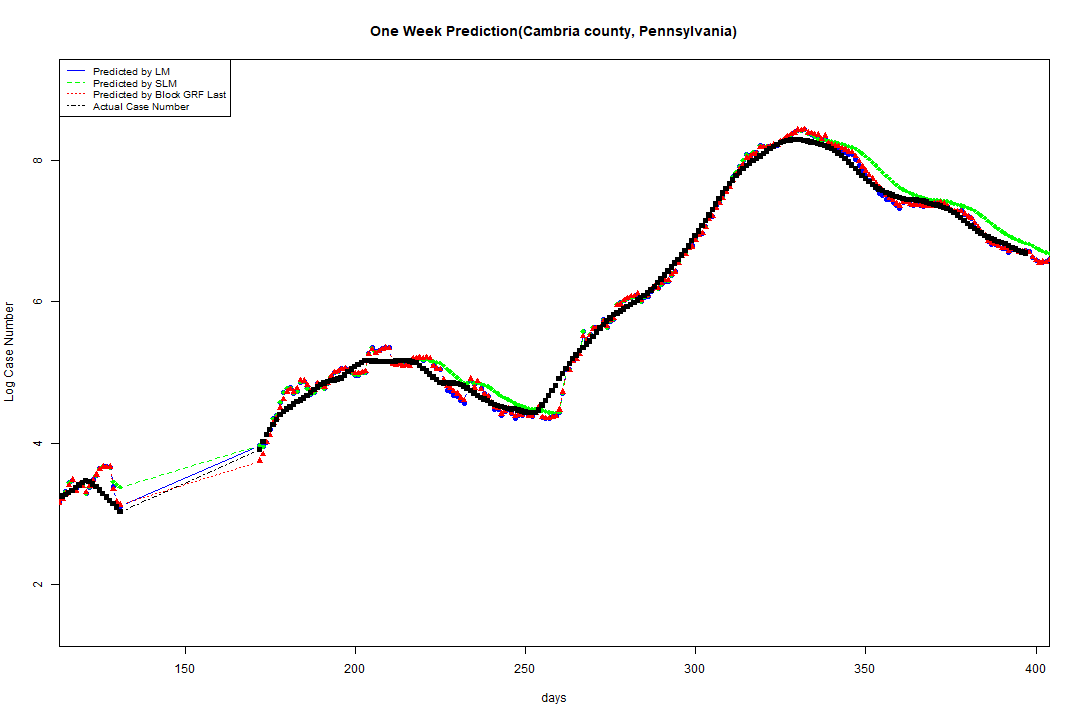 One Week Prediction(Cambria county, Pennsylvania)
Predicted by LM
Predicted by SLM
Predicted by Block GRF Last
Actual Case Number
Log Case Number
8
6
4
2
150 200 250 300 350 400
days